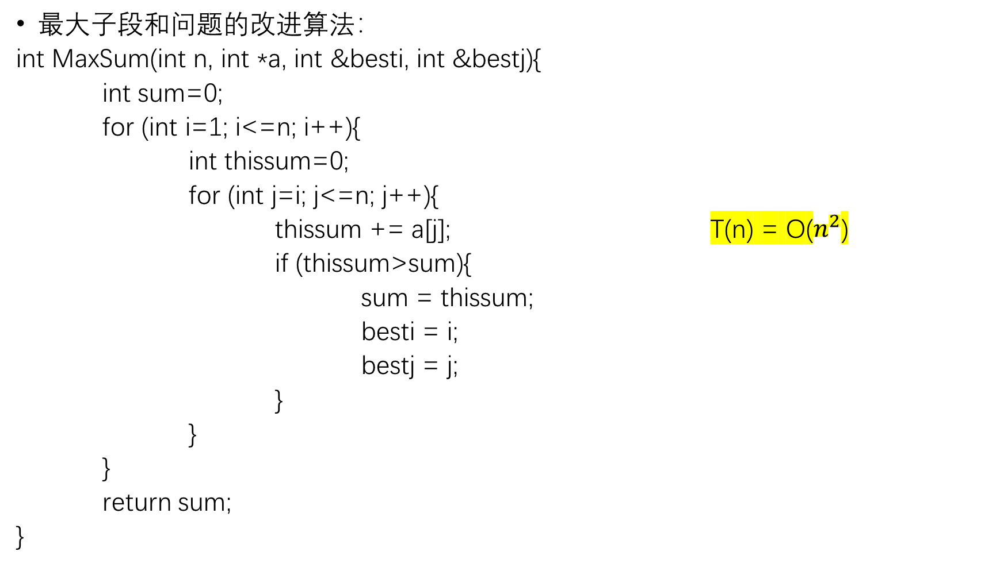 • 最大子段和问题的改进算法：
int MaxSum(int n, int *a, int &besti, int &bestj){
int sum=0;
for (int i=1; i<=n; i++){
int thissum=0;
for (int j=i; j<=n; j++){
thissum += a[j];
T(n) = O(n²)
if (thissum>sum){
sum = thissum;
besti = i;
bestj = j;
}
}
}
return sum;
}